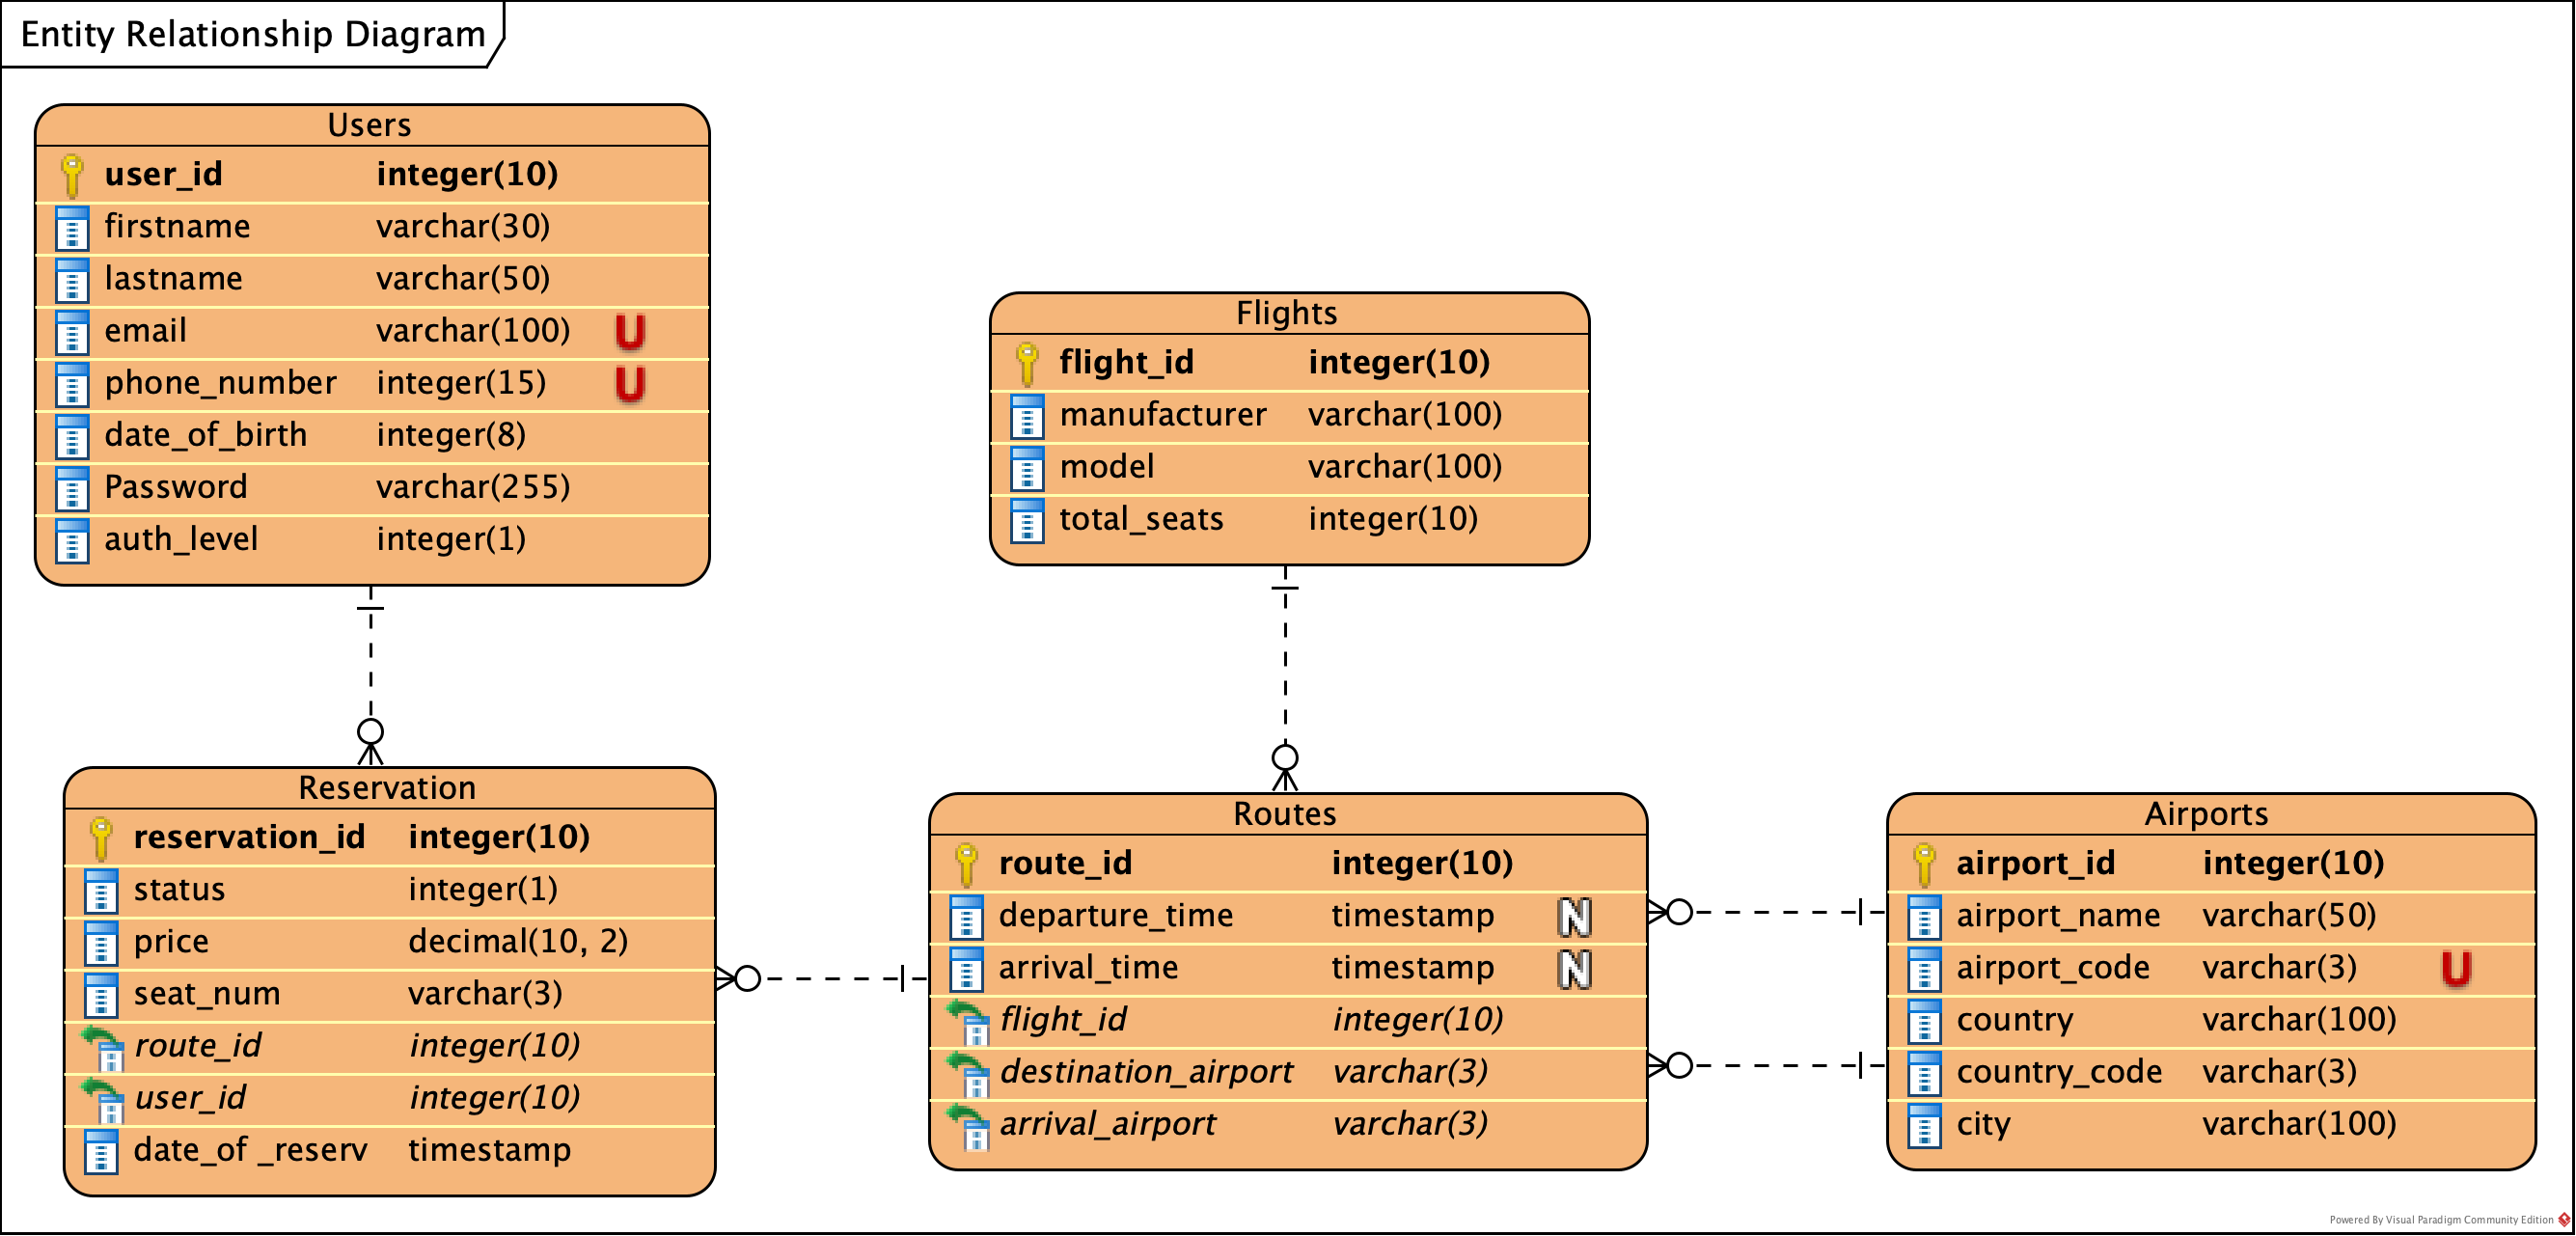 Entity Relationship Diagram
Users
user_id integer(10)
firstname varchar(30)
lastname varchar(50)
email varchar(100) U
phone_number integer(15) U
date_of_birth integer(8)
Password varchar(255)
auth_level integer(1)
Flights
flight_id integer(10)
manufacturer varchar(100)
model varchar(100)
total_seats integer(10)
Reservation
reservation_id integer(10)
status integer(1)
price decimal(10, 2)
seat_num varchar(3)
route_id integer(10)
user_id integer(10)
date_of _reserv timestamp
Routes
route_id integer(10)
departure_time timestamp N
arrival_time timestamp N
flight_id integer(10)
destination_airport varchar(3)
arrival_airport varchar(3)
Airports
airport_id integer(10)
airport_name varchar(50)
airport_code varchar(3) U
country varchar(100)
country_code varchar(3)
city varchar(100)
Powered By Visual Paradigm Community Edition